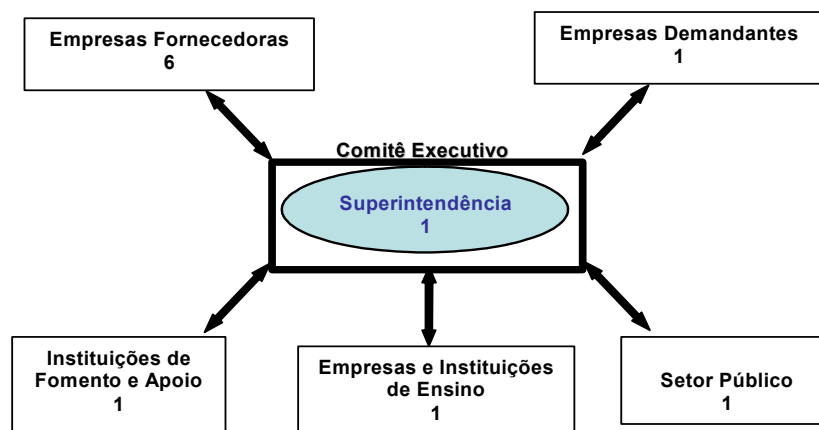 Empresas Fornecedoras
6
Empresas Demandantes
1
Comitê Executivo
Superintendência
1
Instituições de
Fomento e Apoio
1
Empresas e Instituições
de Ensino
1
Setor Público
1